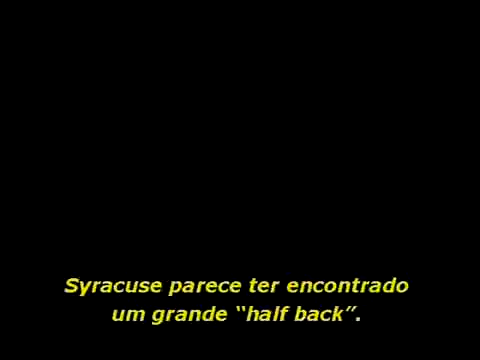 Syracuse parece ter encontrado
um grande “half back”.